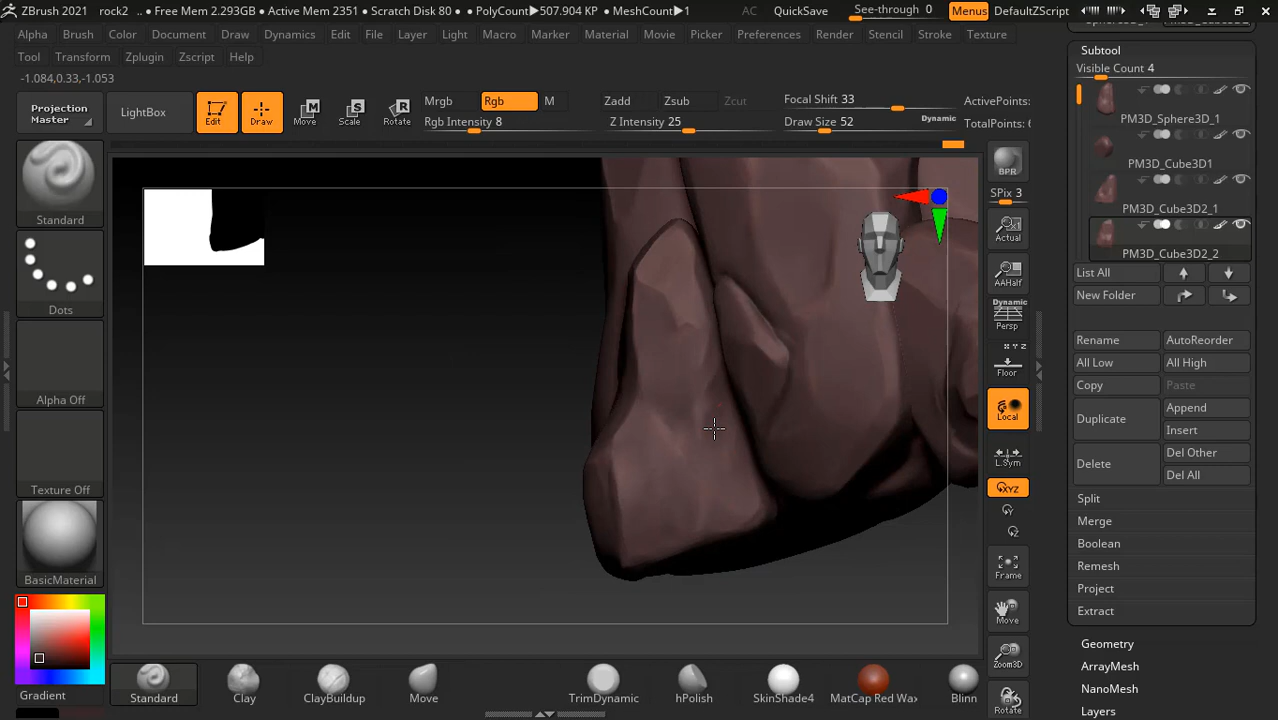 ZBrush 2021 rock2 • Free Mem 2.293GB • Active Mem 2351 • Scratch Disk 80 • PolyCount▶507.904 KP • MeshCount▶1 AC QuickSave See-through 0 Menus DefaultZScript
Alpha Brush Color Document Draw Dynamics Edit File Layer Light Macro Marker Material Movie Picker Preferences Render Stencil Stroke Texture
Tool Transform Zplugin Zscript Help
-1.084,0.33,-1.053
Projection Master
LightBox
Edit
Draw
Move
Scale
Rotate
Mrgb Rgb M
Rgb Intensity 8
Zadd Zsub Zcut
Z Intensity 25
Focal Shift 33
Draw Size 52 Dynamic
ActivePoints:
TotalPoints:
Standard
Dots
Alpha Off
Texture Off
BasicMaterial
Gradient
BPR
SPix 3
Actual
AAHalf
Dynamic
Persp
X Y Z
Floor
Local
L.Sym
XYZ
Y
Z
Frame
Move
Zoom3D
Rotate
Subtool
Visible Count 4
PM3D_Sphere3D_1
PM3D_Cube3D1
PM3D_Cube3D2_1
PM3D_Cube3D2_2
List All
New Folder
Rename AutoReorder
All Low All High
Copy Paste
Duplicate Append
Insert
Delete Del Other
Del All
Split
Merge
Boolean
Remesh
Project
Extract
Geometry
ArrayMesh
NanoMesh
Layers
Standard Clay ClayBuildup Move TrimDynamic hPolish SkinShade4 MatCap Red Wax Blinn